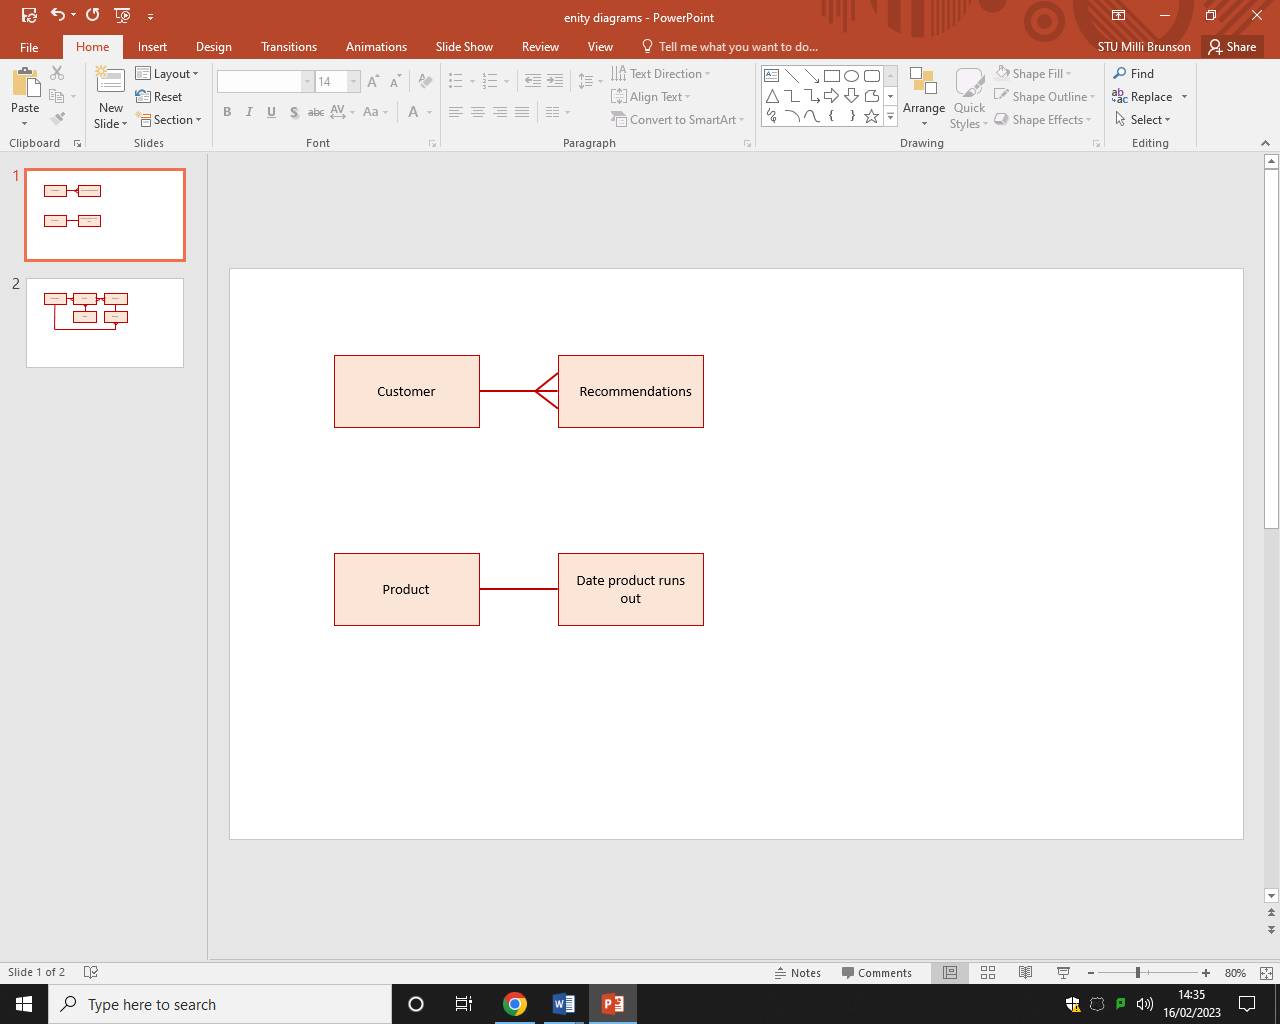 enity diagrams - PowerPoint
File Home Insert Design Transitions Animations Slide Show Review View Tell me what you want to do... STU Milli Brunson Share
Paste
Clipboard
New
Slide
Layout
Reset
Section
Slides
14
B I U S abc AV Aa A
Font
Text Direction
Align Text
Convert to SmartArt
Paragraph
Arrange
Quick
Styles
Shape Fill
Shape Outline
Shape Effects
Drawing
Find
Replace
Select
Editing
1
2
Customer
Recommendations
Product
Date product runs
out
Slide 1 of 2
Notes
Comments
80%
Type here to search
14:35
16/02/2023